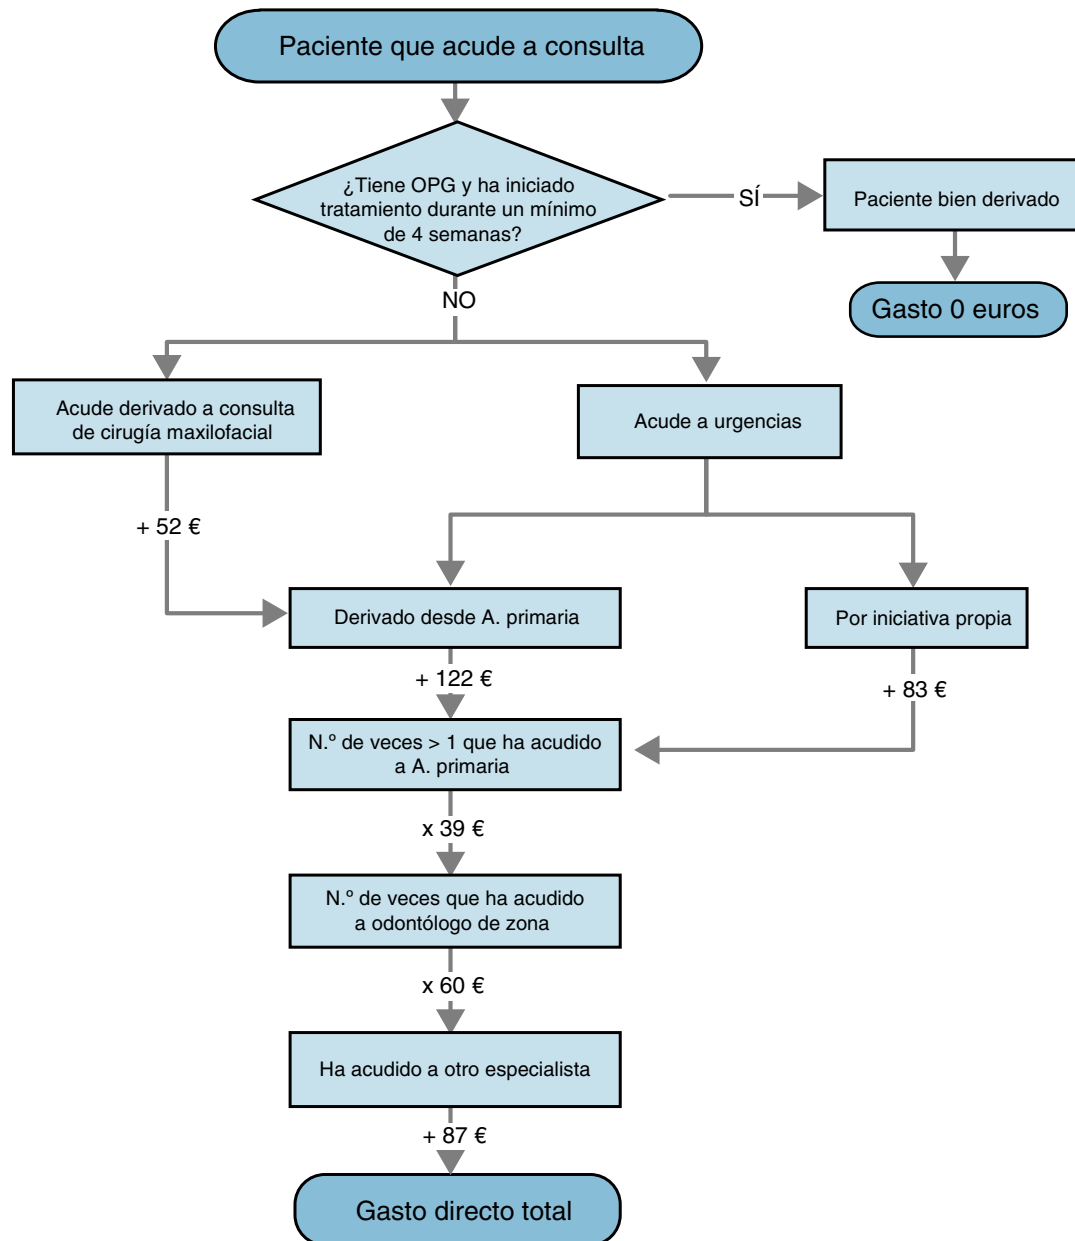 Paciente que acude a consulta
¿Tiene OPG y ha iniciado
tratamiento durante un mínimo
de 4 semanas?
SÍ
Paciente bien derivado
Gasto 0 euros
NO
Acude derivado a consulta
de cirugía maxilofacial
Acude a urgencias
+ 52 €
Derivado desde A. primaria
Por iniciativa propia
+ 122 €
+ 83 €
N.º de veces > 1 que ha acudido
a A. primaria
x 39 €
N.º de veces que ha acudido
a odontólogo de zona
x 60 €
Ha acudido a otro especialista
+ 87 €
Gasto directo total